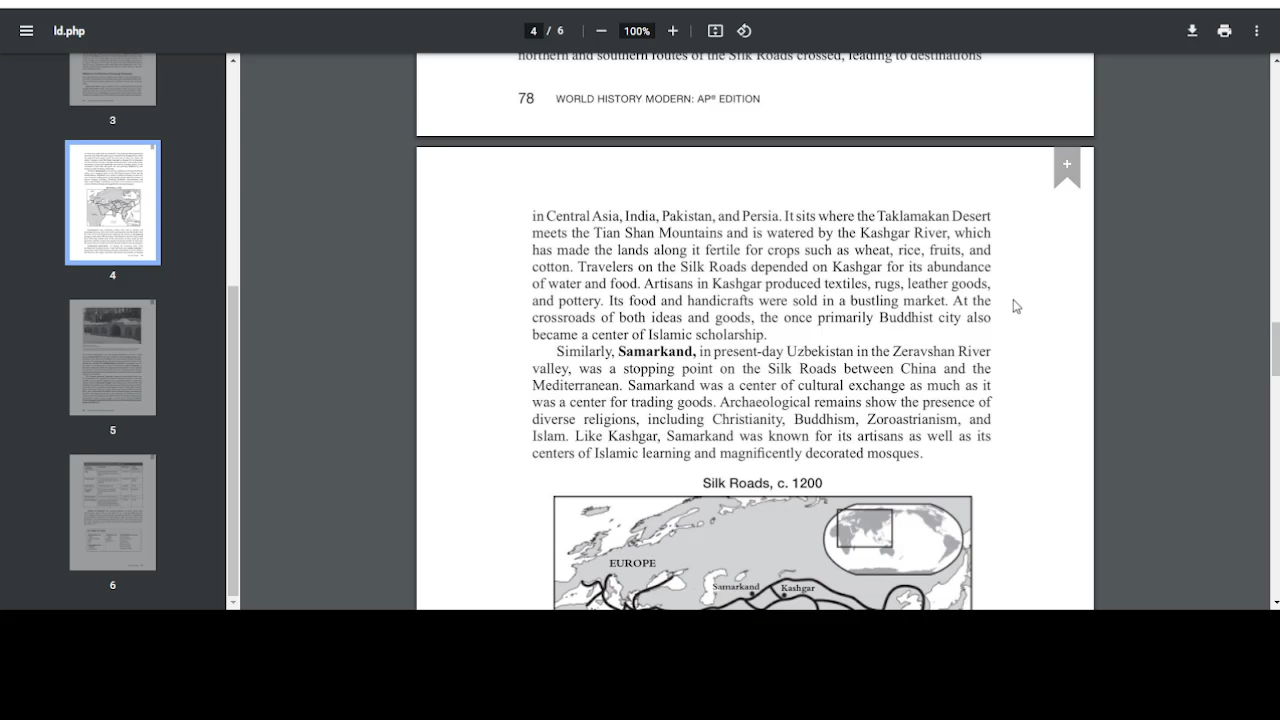 ld.php
4 / 6
100%
northern and southern routes of the Silk Roads crossed, leading to destinations
78 WORLD HISTORY MODERN: AP® EDITION
in Central Asia, India, Pakistan, and Persia. It sits where the Taklamakan Desert
meets the Tian Shan Mountains and is watered by the Kashgar River, which
has made the lands along it fertile for crops such as wheat, rice, fruits, and
cotton. Travelers on the Silk Roads depended on Kashgar for its abundance
of water and food. Artisans in Kashgar produced textiles, rugs, leather goods,
and pottery. Its food and handicrafts were sold in a bustling market. At the
crossroads of both ideas and goods, the once primarily Buddhist city also
became a center of Islamic scholarship.
Similarly, Samarkand, in present-day Uzbekistan in the Zeravshan River
valley, was a stopping point on the Silk Roads between China and the
Mediterranean. Samarkand was a center of cultural exchange as much as it
was a center for trading goods. Archaeological remains show the presence of
diverse religions, including Christianity, Buddhism, Zoroastrianism, and
Islam. Like Kashgar, Samarkand was known for its artisans as well as its
centers of Islamic learning and magnificently decorated mosques.
Silk Roads, c. 1200
EUROPE
Samarkand
Kashgar
3
4
5
6